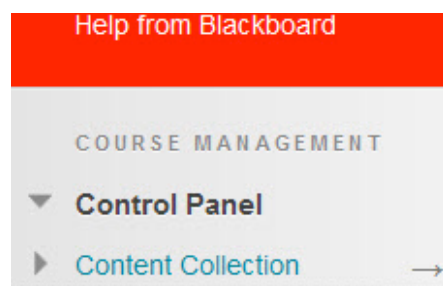 Help from Blackboard
COURSE MANAGEMENT
Control Panel
Content Collection →